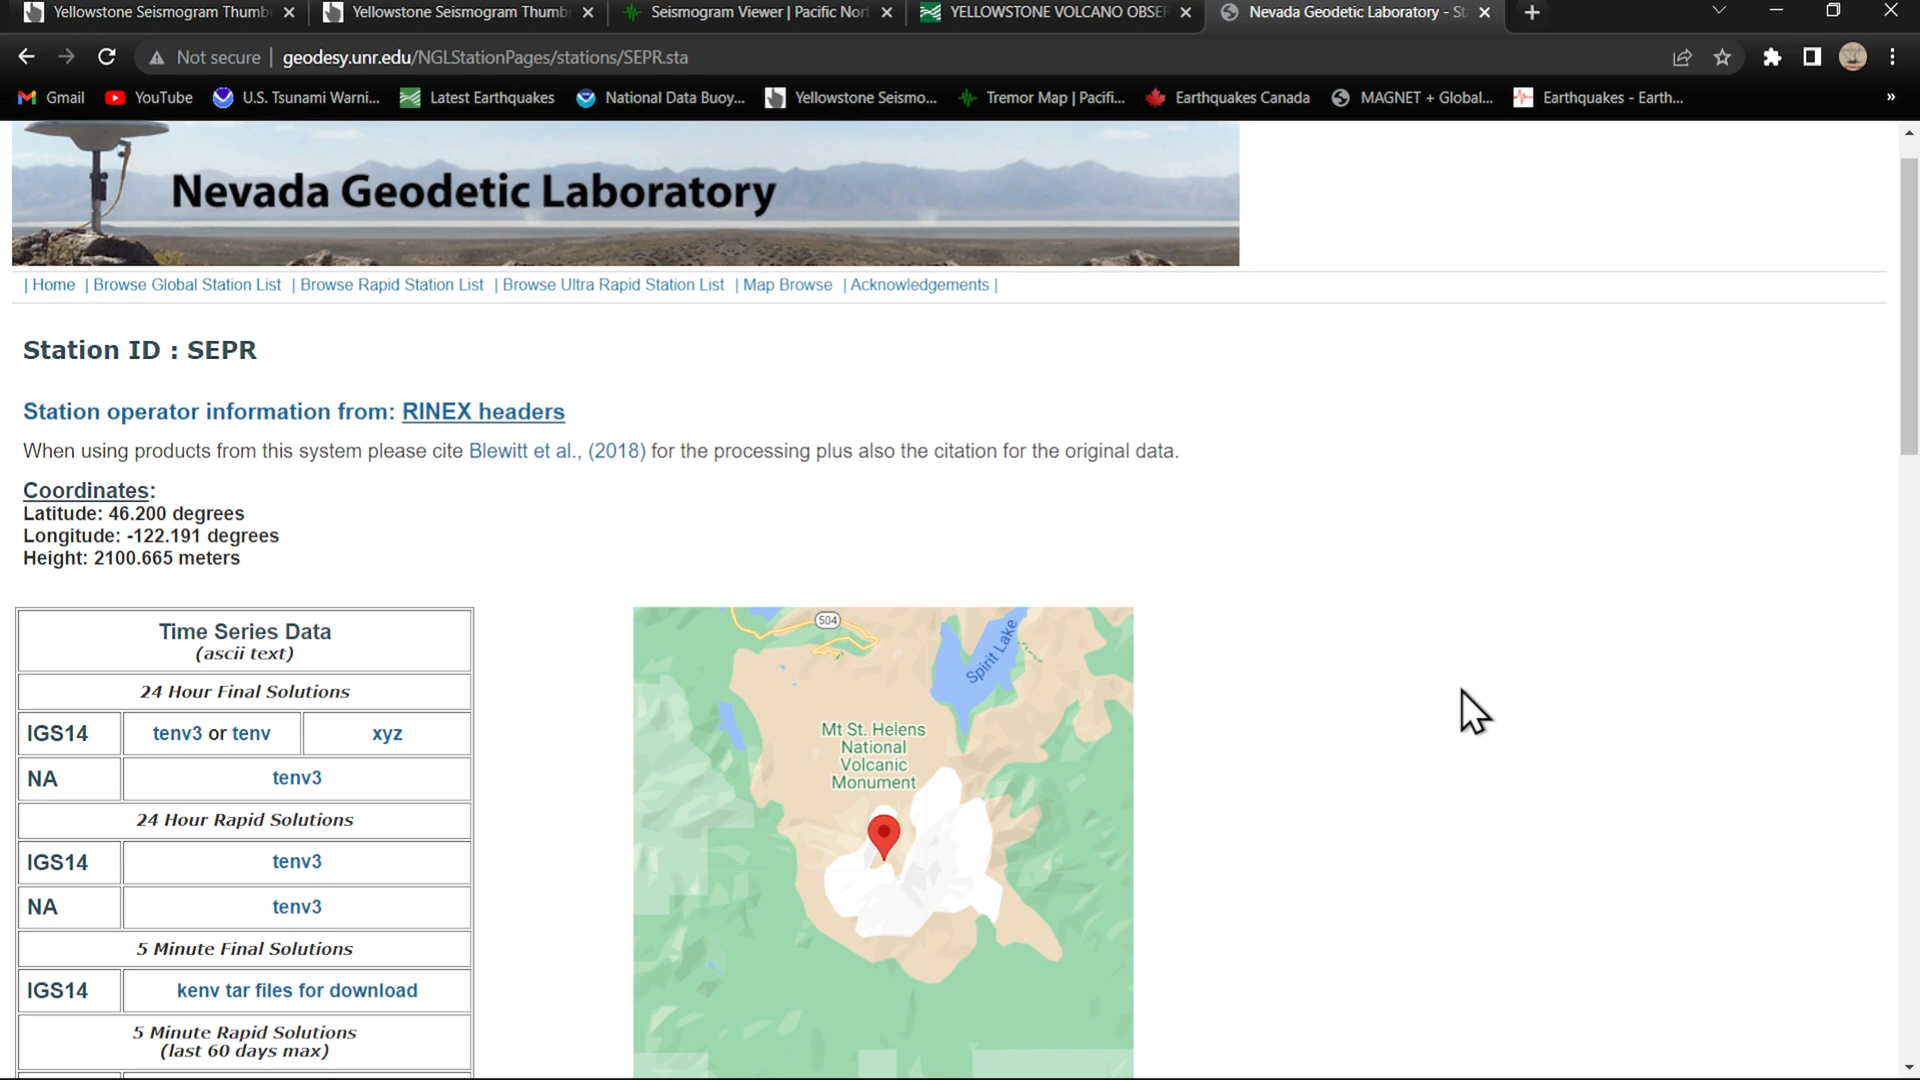 Yellowstone Seismogram Thumb
Yellowstone Seismogram Thumb
Seismogram Viewer | Pacific Nor
YELLOWSTONE VOLCANO OBSER
Nevada Geodetic Laboratory - St
Not secure | geodesy.unr.edu/NGLStationPages/stations/SEPR.sta
Gmail YouTube U.S. Tsunami Warni... Latest Earthquakes National Data Buoy... Yellowstone Seismo... Tremor Map | Pacifi... Earthquakes Canada MAGNET + Global... Earthquakes - Earth... »
Nevada Geodetic Laboratory
| Home | Browse Global Station List | Browse Rapid Station List | Browse Ultra Rapid Station List | Map Browse | Acknowledgements |
Station ID : SEPR
Station operator information from: RINEX headers
When using products from this system please cite Blewitt et al., (2018) for the processing plus also the citation for the original data.
Coordinates:
Latitude: 46.200 degrees
Longitude: -122.191 degrees
Height: 2100.665 meters
Time Series Data
(ascii text)
24 Hour Final Solutions
IGS14 tenv3 or tenv xyz
NA tenv3
24 Hour Rapid Solutions
IGS14 tenv3
NA tenv3
5 Minute Final Solutions
IGS14 kenv tar files for download
5 Minute Rapid Solutions
(last 60 days max)
504
Spirit Lake
Mt St. Helens
National
Volcanic
Monument